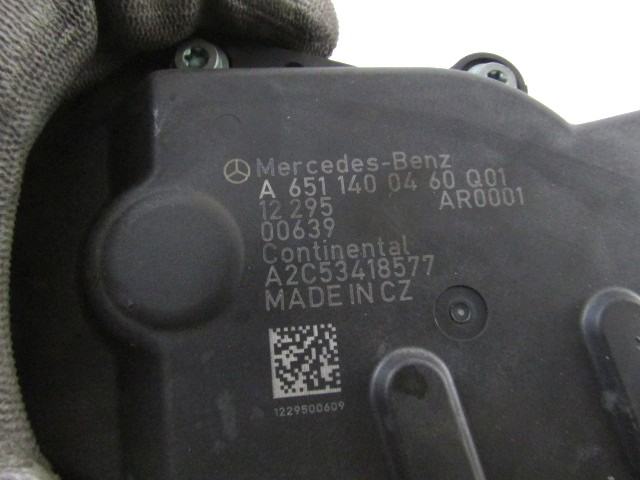 Mercedes-Benz
A 651 140 04 60 Q01
12 295 AR0001
00639
Continental
A2C53418577
MADE IN CZ
1229500609